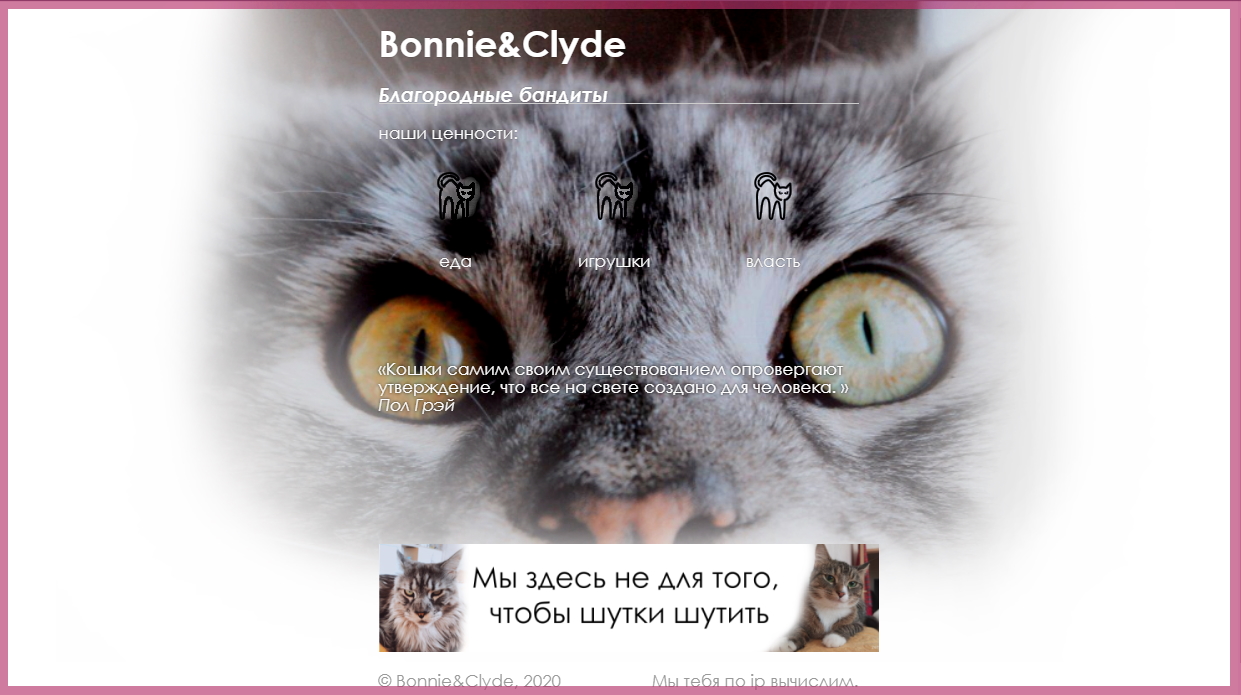 Bonnie&Clyde
Благородные бандиты
наши ценности:
еда игрушки власть
«Кошки самим своим существованием опровергают
утверждение, что все на свете создано для человека. »
Пол Грэй
Мы здесь не для того,
чтобы шутки шутить
© Bonnie&Clyde, 2020 Мы тебя по ip вычислим.